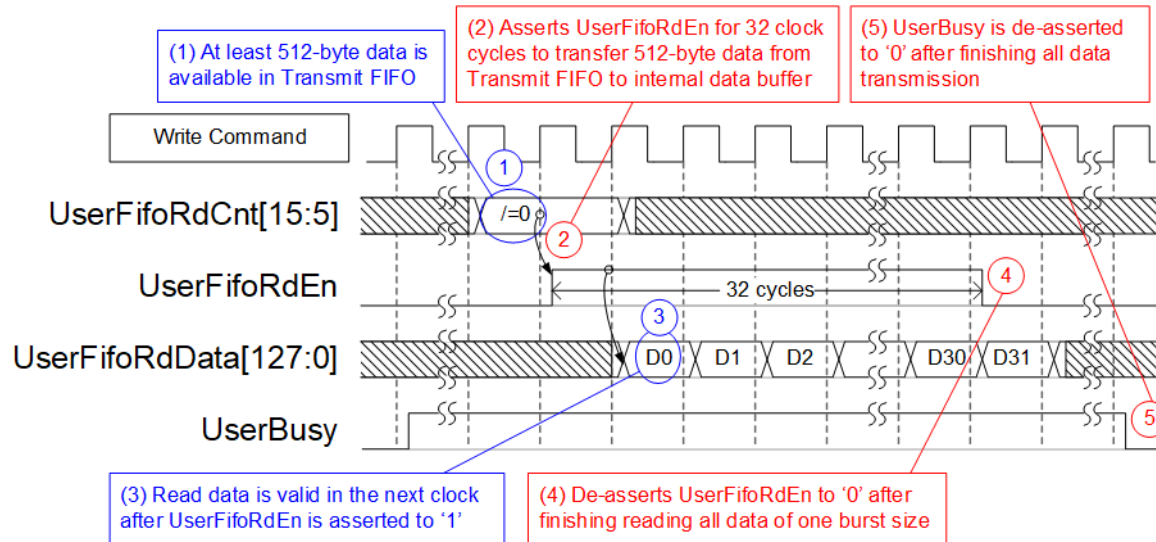 (1) At least 512-byte data is
available in Transmit FIFO
(2) Asserts UserFifoRdEn for 32 clock
cycles to transfer 512-byte data from
Transmit FIFO to internal data buffer
(5) UserBusy is de-asserted
to ‘0’ after finishing all data
transmission
Write Command
1
UserFifoRdCnt[15:5]
/=0
2
UserFifoRdEn
32 cycles
4
3
UserFifoRdData[127:0]
D0
D1
D2
D30
D31
UserBusy
5
(3) Read data is valid in the next clock
after UserFifoRdEn is asserted to ‘1’
(4) De-asserts UserFifoRdEn to ‘0’ after
finishing reading all data of one burst size